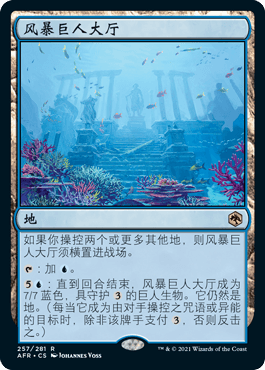 风暴巨人大厅
地
如果你操控两个或更多其他地,则风暴巨
人大厅须横置进战场。
:加 。
5 :直到回合结束,风暴巨人大厅成为
7/7 蓝色,具守护 3 的巨人生物。它仍然是
地。(每当它成为由对手操控之咒语或异能
的目标时,除非该牌手支付 3 ,否则反击
之。)
257/281 R
AFR • CS JOHANNES VOSS
™ & © 2021 Wizards of the Coast